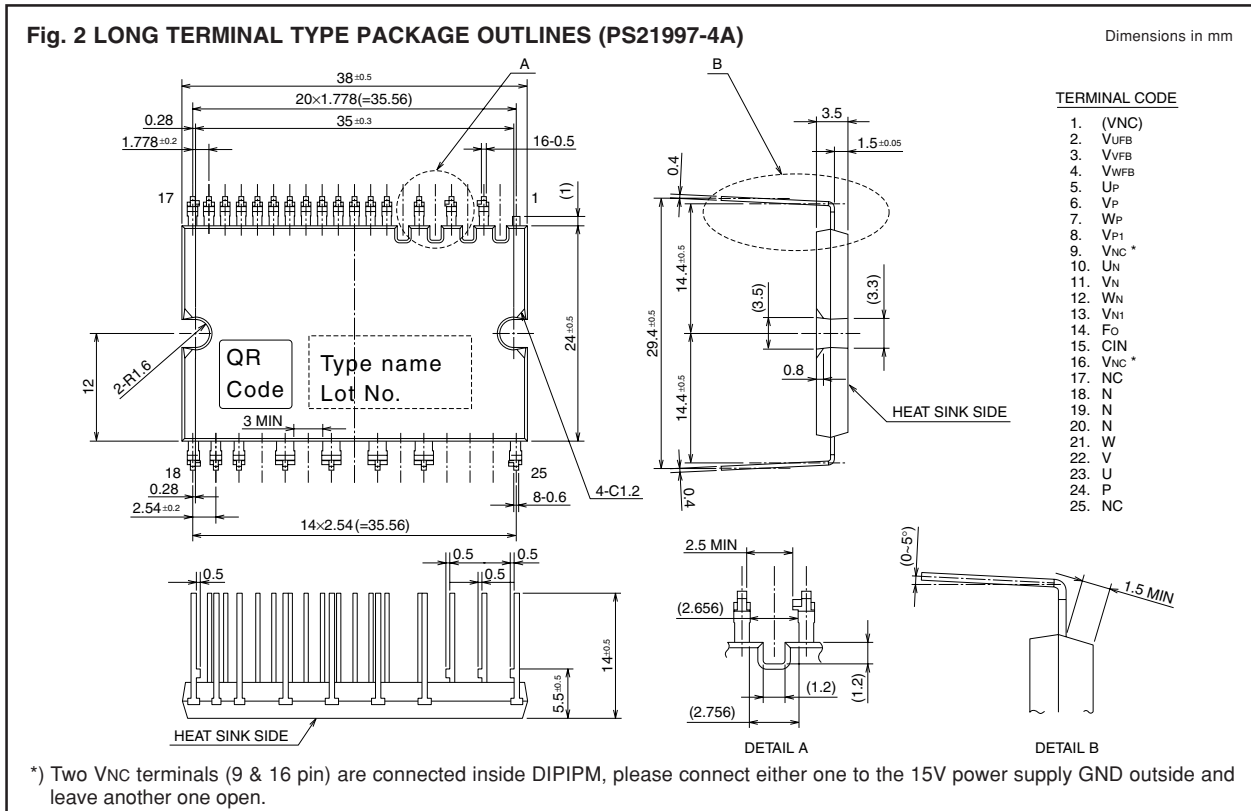 Fig. 2 LONG TERMINAL TYPE PACKAGE OUTLINES (PS21997-4A)
Dimensions in mm
A
38±0.5
20×1.778(=35.56)
35±0.3
0.28
1.778±0.2
16-0.5
17
1
(1)
24±0.5
12
2-R1.6
QR
Code
Type name
Lot No.
3 MIN
18
25
0.28
2.54±0.2
4-C1.2
8-0.6
14×2.54(=35.56)
B
3.5
1.5±0.05
0.4
29.4±0.5
14.4±0.5
14.4±0.5
(3.5)
(3.3)
0.8
HEAT SINK SIDE
0.4
TERMINAL CODE
1. (VNC)
2. VUFB
3. VVFB
4. VWFB
5. UP
6. VP
7. WP
8. VP1
9. VNC *
10. UN
11. VN
12. WN
13. VN1
14. FO
15. CIN
16. VNC *
17. NC
18. N
19. N
20. N
21. W
22. V
23. U
24. P
25. NC
0.5
0.5
0.5
0.5
14±0.5
5.5±0.5
HEAT SINK SIDE
2.5 MIN
(2.656)
(1.2)
(1.2)
(2.756)
DETAIL A
(0~5°)
1.5 MIN
DETAIL B
*) Two VNC terminals (9 & 16 pin) are connected inside DIPIPM, please connect either one to the 15V power supply GND outside and
leave another one open.